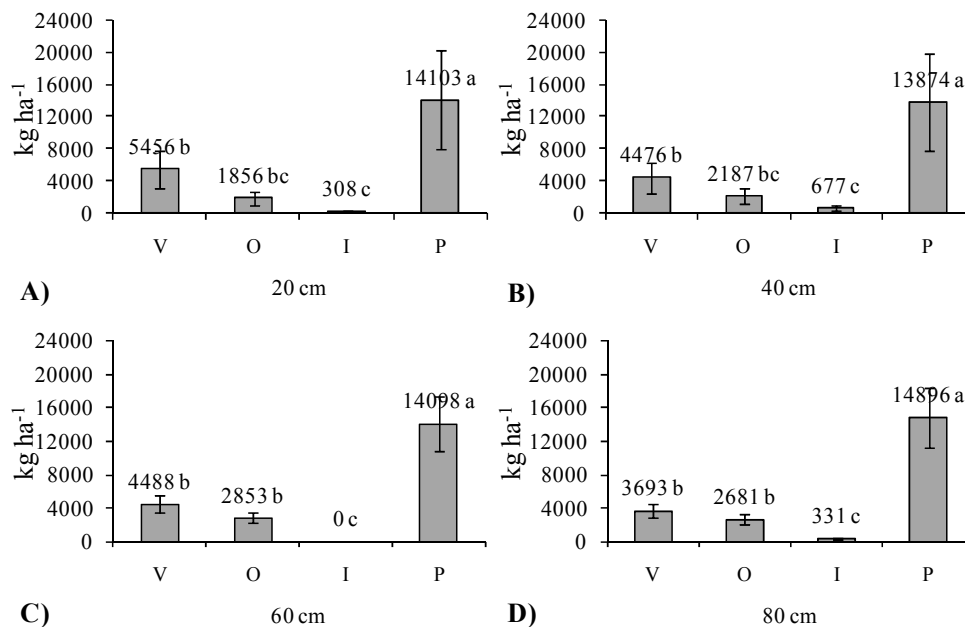 24000
20000
16000
12000
8000
4000
0
kg ha⁻¹
5456 b
1856 bc
308 c
14103 a
V O I P
A) 20 cm
24000
20000
16000
12000
8000
4000
0
kg ha⁻¹
4476 b
2187 bc
677 c
13874 a
V O I P
B) 40 cm
24000
20000
16000
12000
8000
4000
0
kg ha⁻¹
4488 b
2853 b
0 c
14098 a
V O I P
C) 60 cm
24000
20000
16000
12000
8000
4000
0
kg ha⁻¹
3693 b
2681 b
331 c
14896 a
V O I P
D) 80 cm